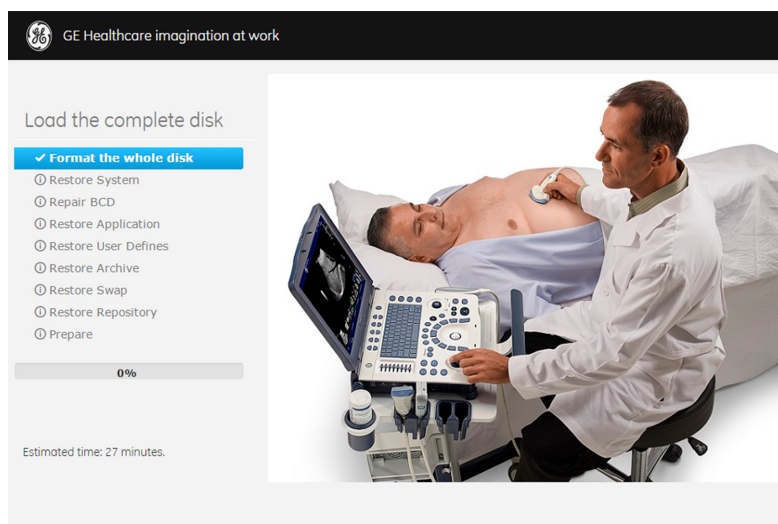 GE Healthcare imagination at work
Load the complete disk
Format the whole disk
Restore System
Repair BCD
Restore Application
Restore User Defines
Restore Archive
Restore Swap
Restore Repository
Prepare
0%
Estimated time: 27 minutes.